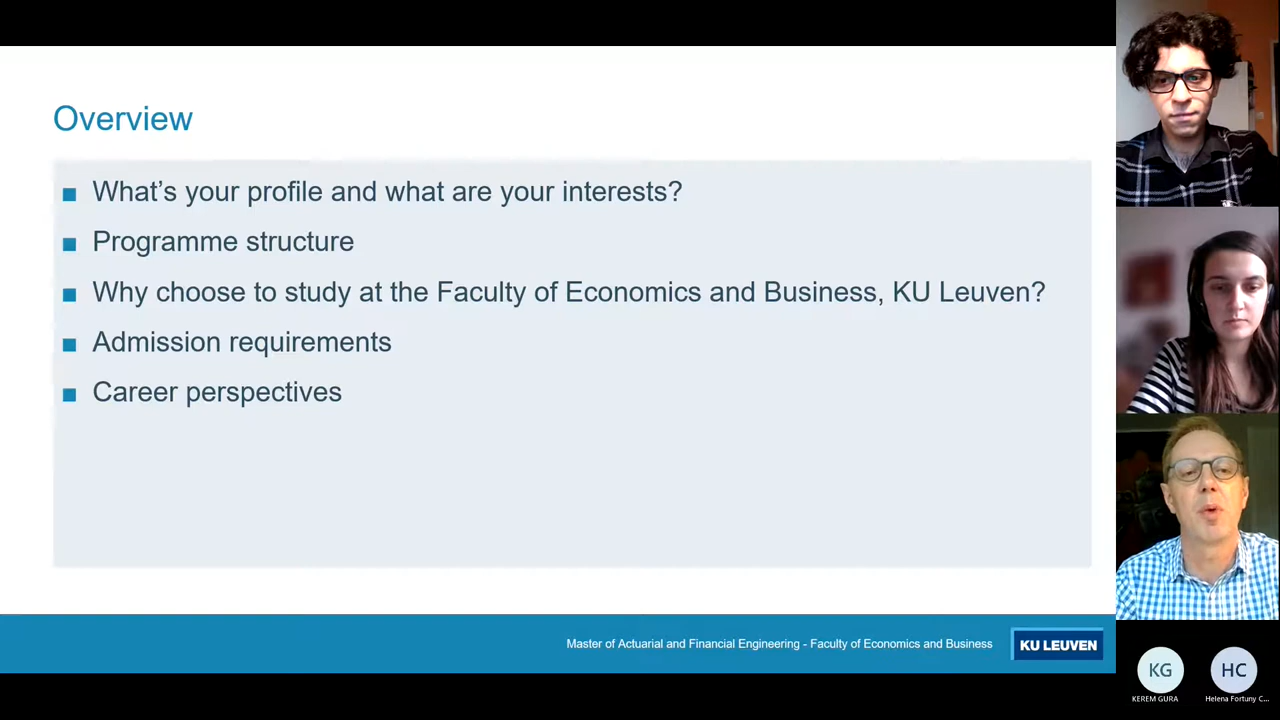 Overview
What's your profile and what are your interests?
Programme structure
Why choose to study at the Faculty of Economics and Business, KU Leuven?
Admission requirements
Career perspectives
Master of Actuarial and Financial Engineering - Faculty of Economics and Business
KU LEUVEN
KG
HC
KEREM GURA
Helena Fortuny C...